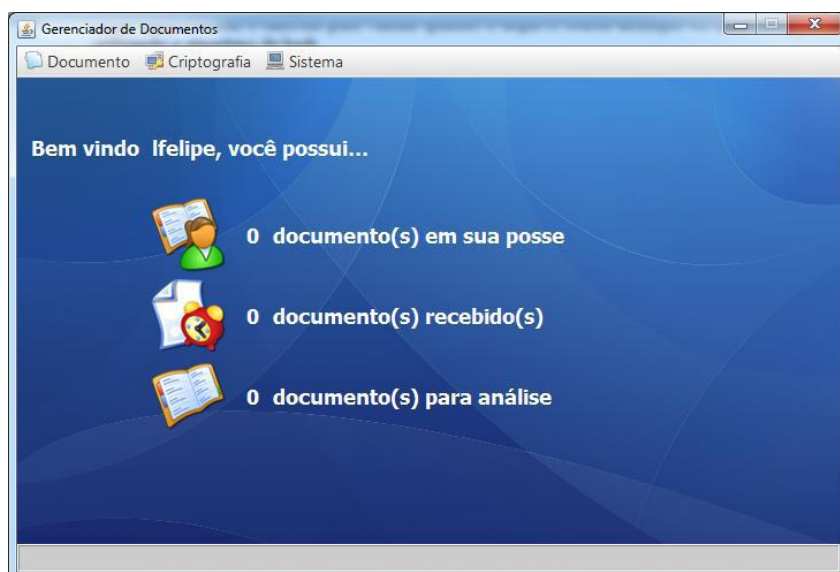 Gerenciador de Documentos
Documento Criptografia Sistema
Bem vindo lfelipe, você possui...
0 documento(s) em sua posse
0 documento(s) recebido(s)
0 documento(s) para análise